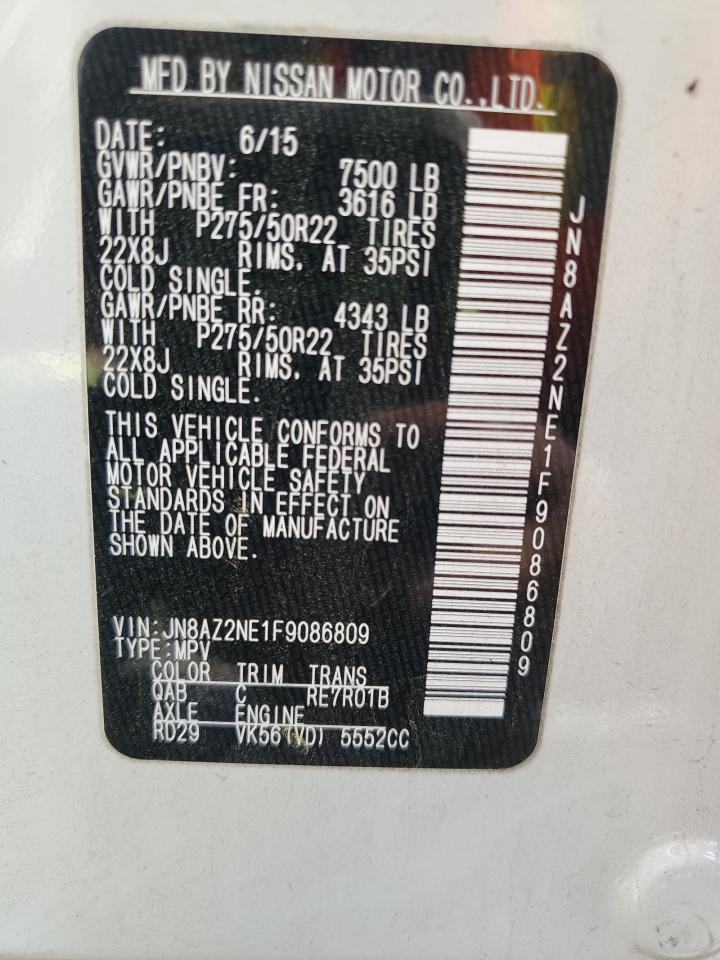 MFD BY NISSAN MOTOR CO.,LTD.
DATE: 6/15
GVWR/PNBV: 7500 LB
GAWR/PNBE FR: 3616 LB
WITH P275/50R22 TIRES
22X8J RIMS, AT 35PSI
COLD SINGLE.
GAWR/PNBE RR: 4343 LB
WITH P275/50R22 TIRES
22X8J RIMS, AT 35PSI
COLD SINGLE.
THIS VEHICLE CONFORMS TO
ALL APPLICABLE FEDERAL
MOTOR VEHICLE SAFETY
STANDARDS IN EFFECT ON
THE DATE OF MANUFACTURE
SHOWN ABOVE.
VIN:JN8AZ2NE1F9086809
TYPE:MPV
COLOR TRIM TRANS
QAB C RE7R01B
AXLE ENGINE
RD29 VK56(VD) 5552CC
JN8AZ2NE1F9086809